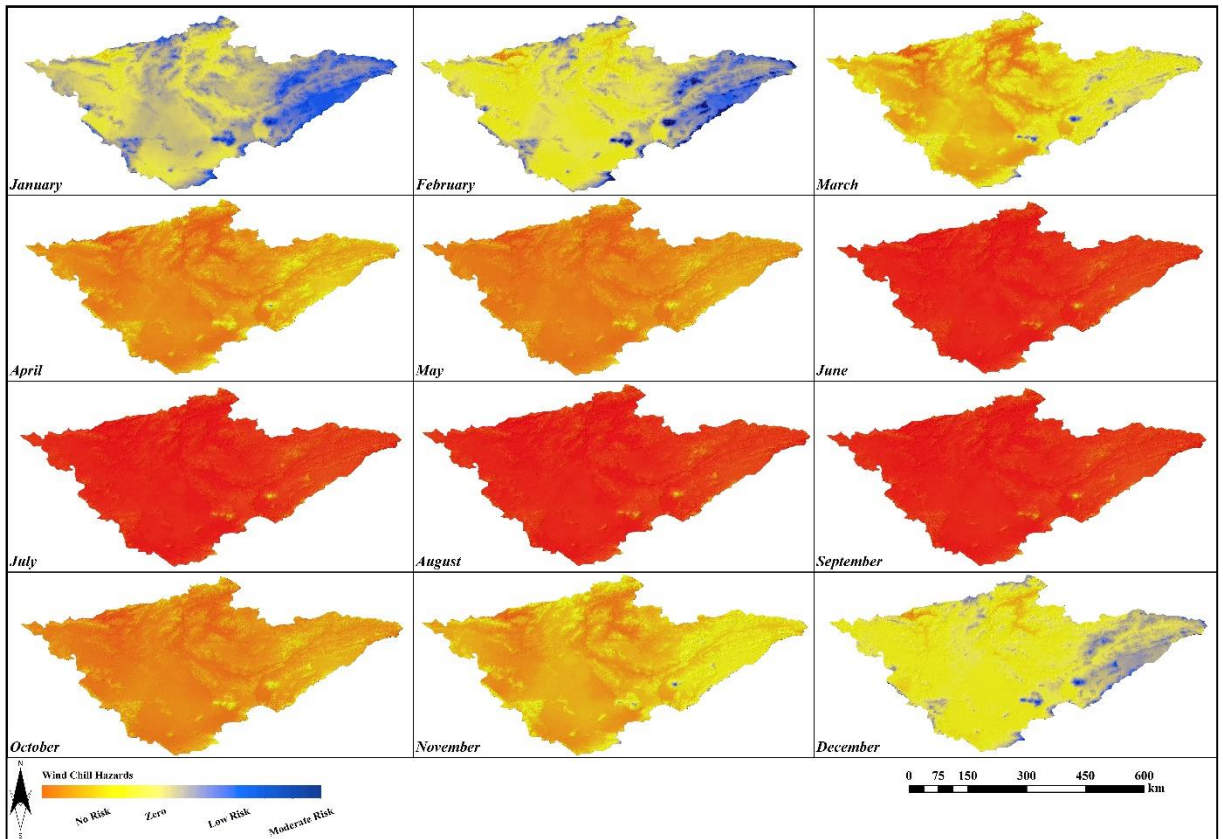 January
February
March
April
May
June
July
August
September
October
November
December
N
Wind Chill Hazards
No Risk
Zero
Low Risk
Moderate Risk
S
0 75 150 300 450 600
km